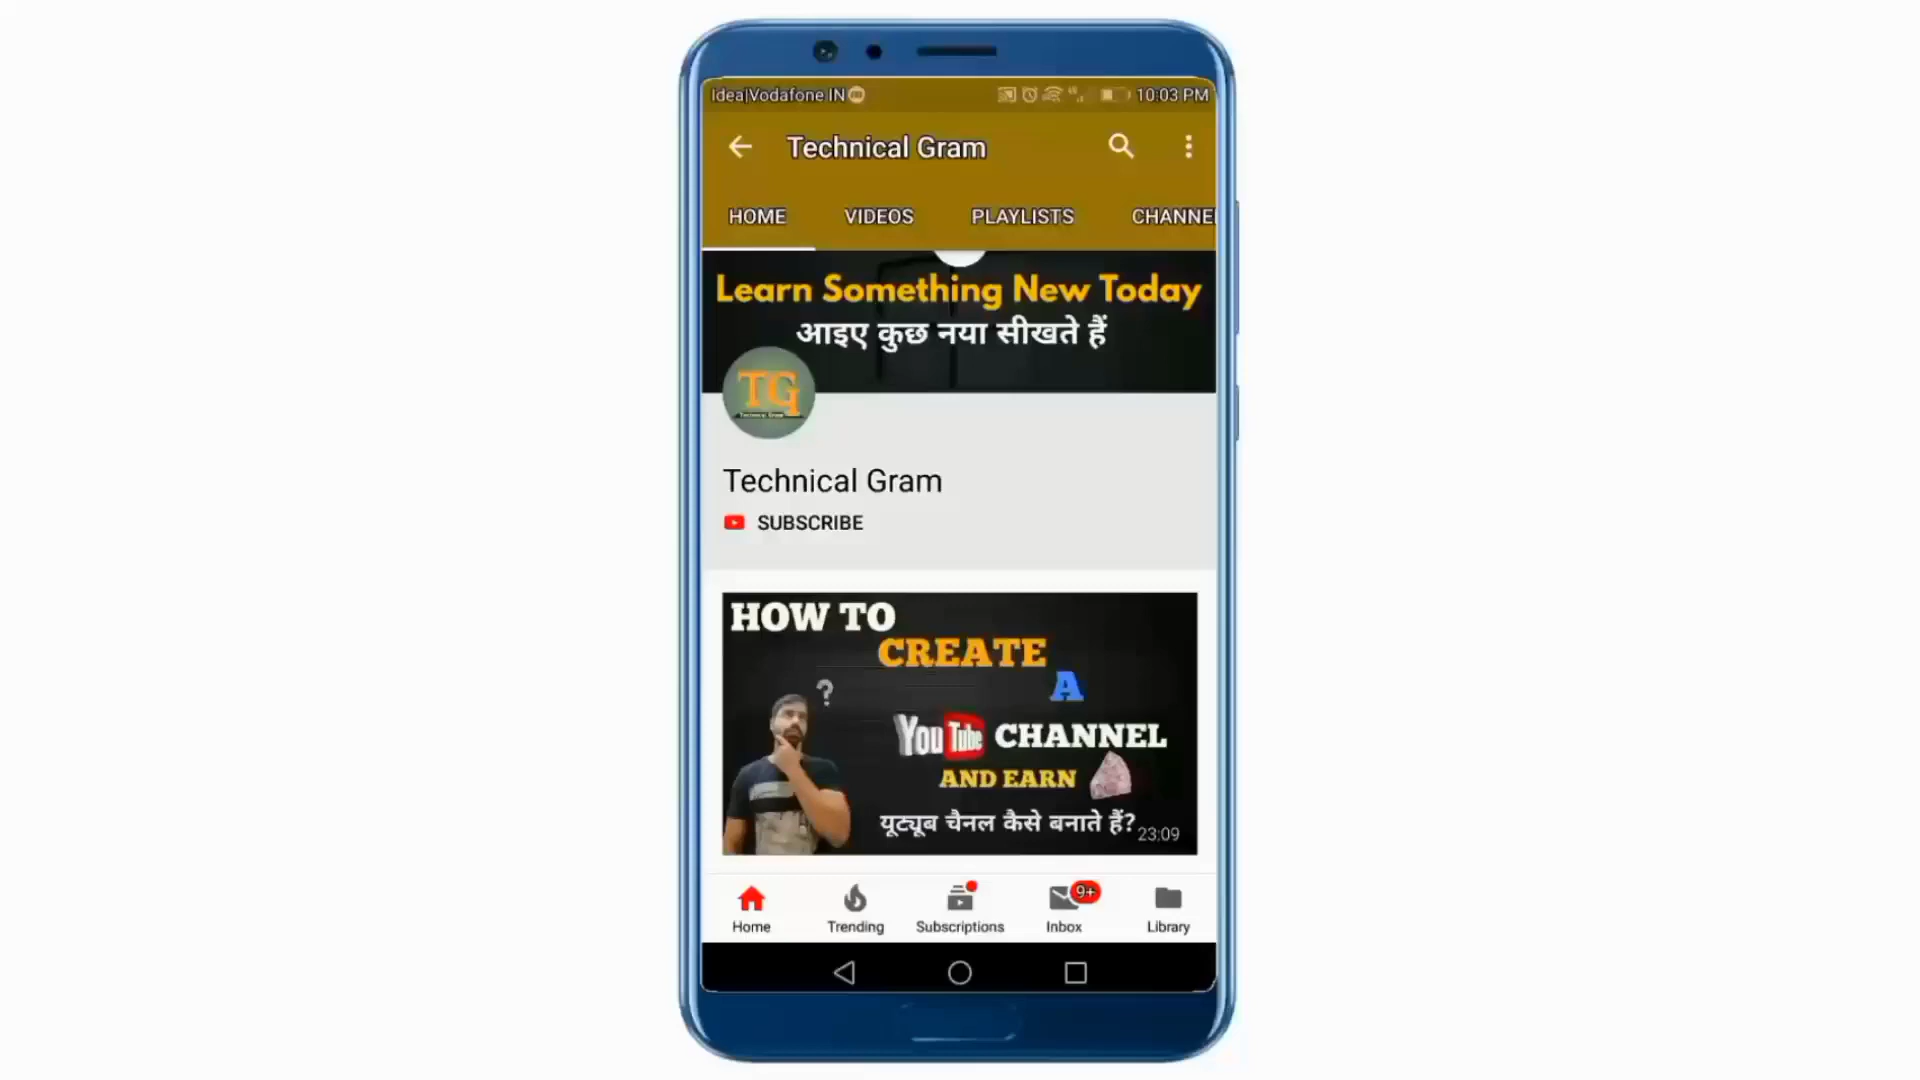 Idea|Vodafone IN 10:03 PM
Technical Gram
HOME VIDEOS PLAYLISTS CHANNE
Learn Something New Today
आइए कुछ नया सीखते हैं
TG
Technical Gram
Technical Gram
SUBSCRIBE
HOW TO
CREATE
?
A
YouTube CHANNEL
AND EARN
यूट्यूब चैनल कैसे बनाते हैं?
23:09
9+
Home Trending Subscriptions Inbox Library